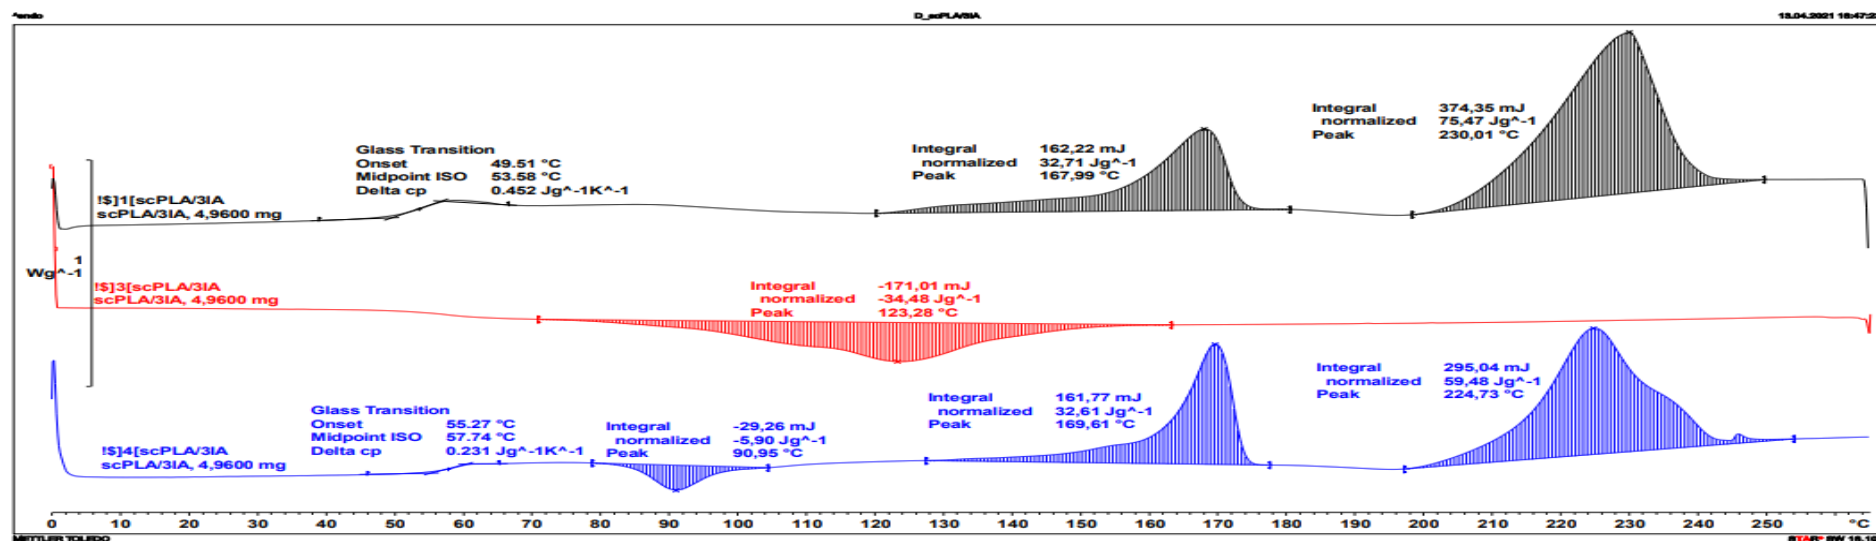 ^endo
D_scPLA/3IA
Integral 374,35 mJ
normalized 75,47 Jg^-1
Peak 230,01 °C
Glass Transition
Onset 49.51 °C
Midpoint ISO 53.58 °C
Delta cp 0.452 Jg^-1K^-1
Integral 162,22 mJ
normalized 32,71 Jg^-1
Peak 167,99 °C
!$]1[scPLA/3IA
scPLA/3IA, 4,9600 mg
1
Wg^-1
!$]3[scPLA/3IA
scPLA/3IA, 4,9600 mg
Integral -171,01 mJ
normalized -34,48 Jg^-1
Peak 123,28 °C
Integral 295,04 mJ
normalized 59,48 Jg^-1
Peak 224,73 °C
Integral 161,77 mJ
normalized 32,61 Jg^-1
Peak 169,61 °C
Glass Transition
Onset 55.27 °C
Midpoint ISO 57.74 °C
Delta cp 0.231 Jg^-1K^-1
Integral -29,26 mJ
normalized -5,90 Jg^-1
Peak 90,95 °C
!$]4[scPLA/3IA
scPLA/3IA, 4,9600 mg
0 10 20 30 40 50 60 70 80 90 100 110 120 130 140 150 160 170 180 190 200 210 220 230 240 250 °C
METTLER TOLEDO